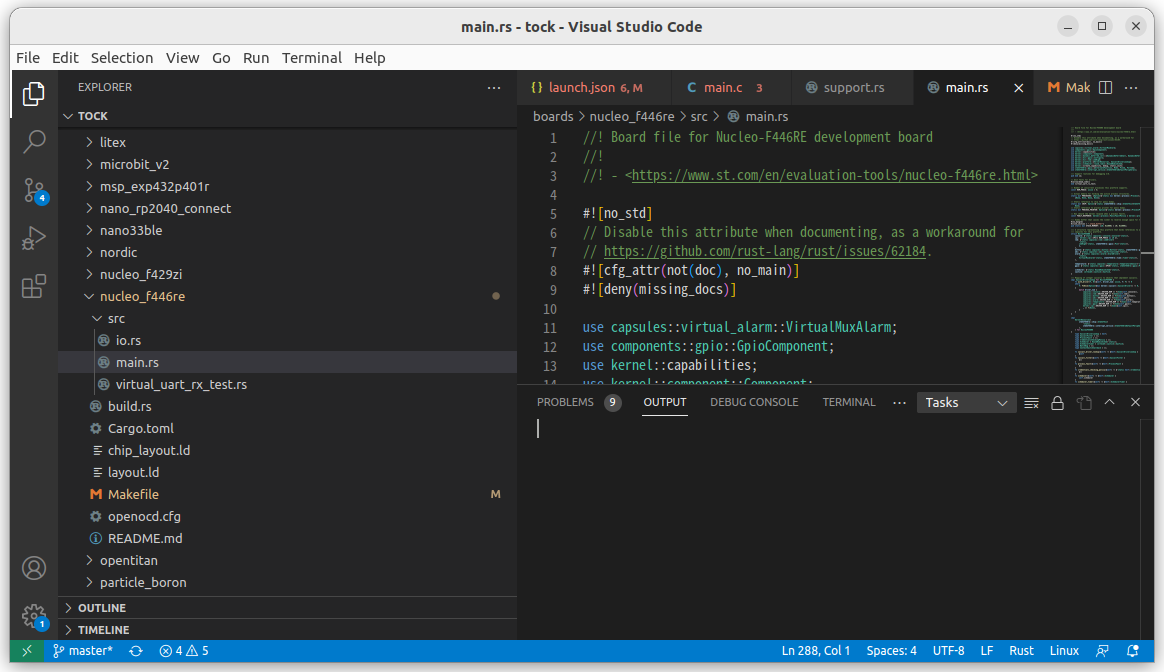 main.rs - tock - Visual Studio Code
File Edit Selection View Go Run Terminal Help
EXPLORER
TOCK
litex
microbit_v2
msp_exp432p401r
nano_rp2040_connect
nano33ble
nordic
nucleo_f429zi
nucleo_f446re
src
io.rs
main.rs
virtual_uart_rx_test.rs
build.rs
Cargo.toml
chip_layout.ld
layout.ld
Makefile M
openocd.cfg
README.md
opentitan
particle_boron
OUTLINE
TIMELINE
4
1
launch.json 6, M
main.c 3
support.rs
main.rs
Mak
boards > nucleo_f446re > src > main.rs
1 //! Board file for Nucleo-F446RE development board
2 //!
3 //! - <https://www.st.com/en/evaluation-tools/nucleo-f446re.html>
4
5 #![no_std]
6 // Disable this attribute when documenting, as a workaround for
7 // https://github.com/rust-lang/rust/issues/62184.
8 #![cfg_attr(not(doc), no_main)]
9 #![deny(missing_docs)]
10
11 use capsules::virtual_alarm::VirtualMuxAlarm;
12 use components::gpio::GpioComponent;
13 use kernel::capabilities;
14 use kernel::component::Component;
PROBLEMS 9 OUTPUT DEBUG CONSOLE TERMINAL Tasks
master* 4 5 Ln 288, Col 1 Spaces: 4 UTF-8 LF Rust Linux